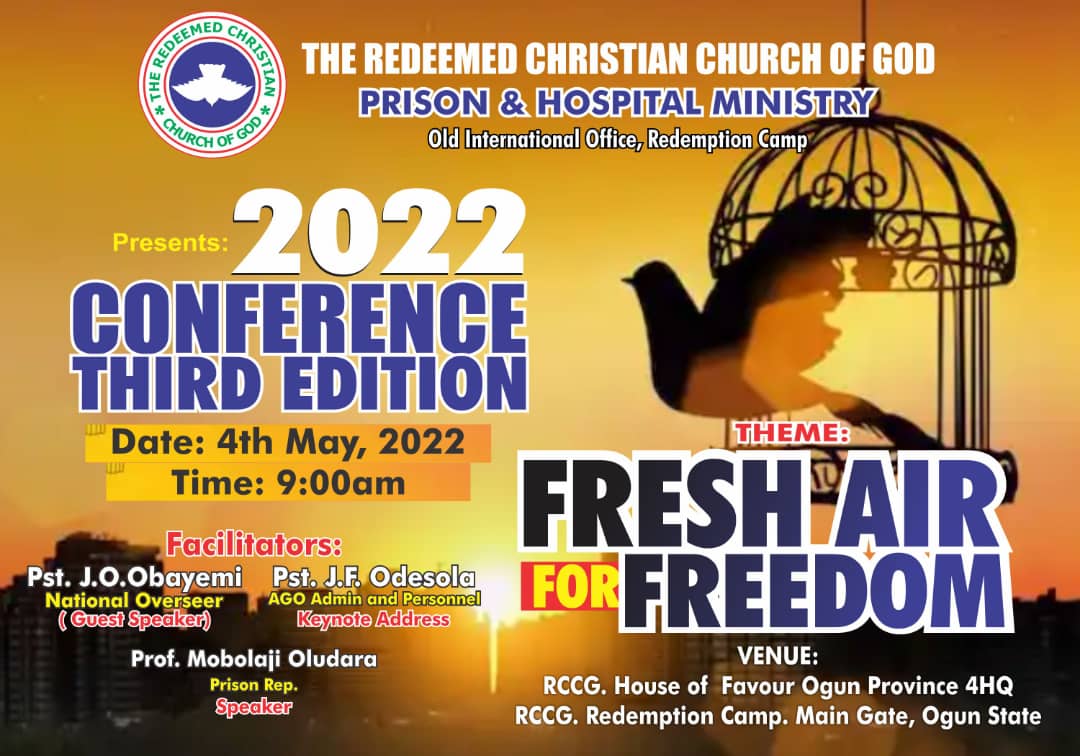 THE REDEEMED CHRISTIAN
CHURCH OF GOD
THE REDEEMED CHRISTIAN CHURCH OF GOD
PRISON & HOSPITAL MINISTRY
Old International Office, Redemption Camp
Presents: 2022
CONFERENCE
THIRD EDITION
Date: 4th May, 2022
Time: 9:00am
THEME:
FRESH AIR
FOR FREEDOM
Facilitators:
Pst. J.O.Obayemi
National Overseer
( Guest Speaker)
Pst. J.F. Odesola
AGO Admin and Personnel
Keynote Address
Prof. Mobolaji Oludara
Prison Rep.
Speaker
VENUE:
RCCG. House of Favour Ogun Province 4HQ
RCCG. Redemption Camp. Main Gate, Ogun State